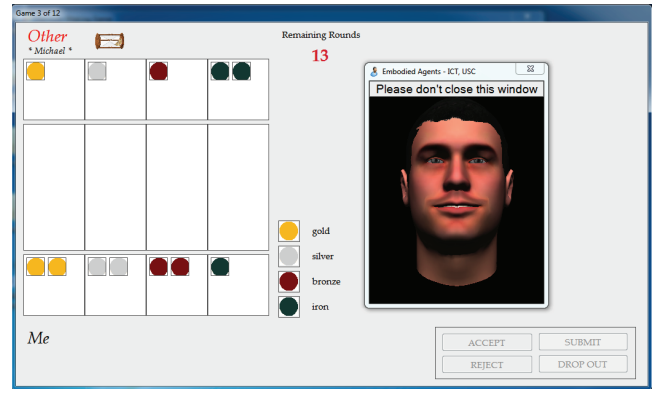 Game 3 of 12
Other
* Michael *
Remaining Rounds
13
Embodied Agents - ICT, USC
Please don't close this window
gold
silver
bronze
iron
Me
ACCEPT
SUBMIT
REJECT
DROP OUT